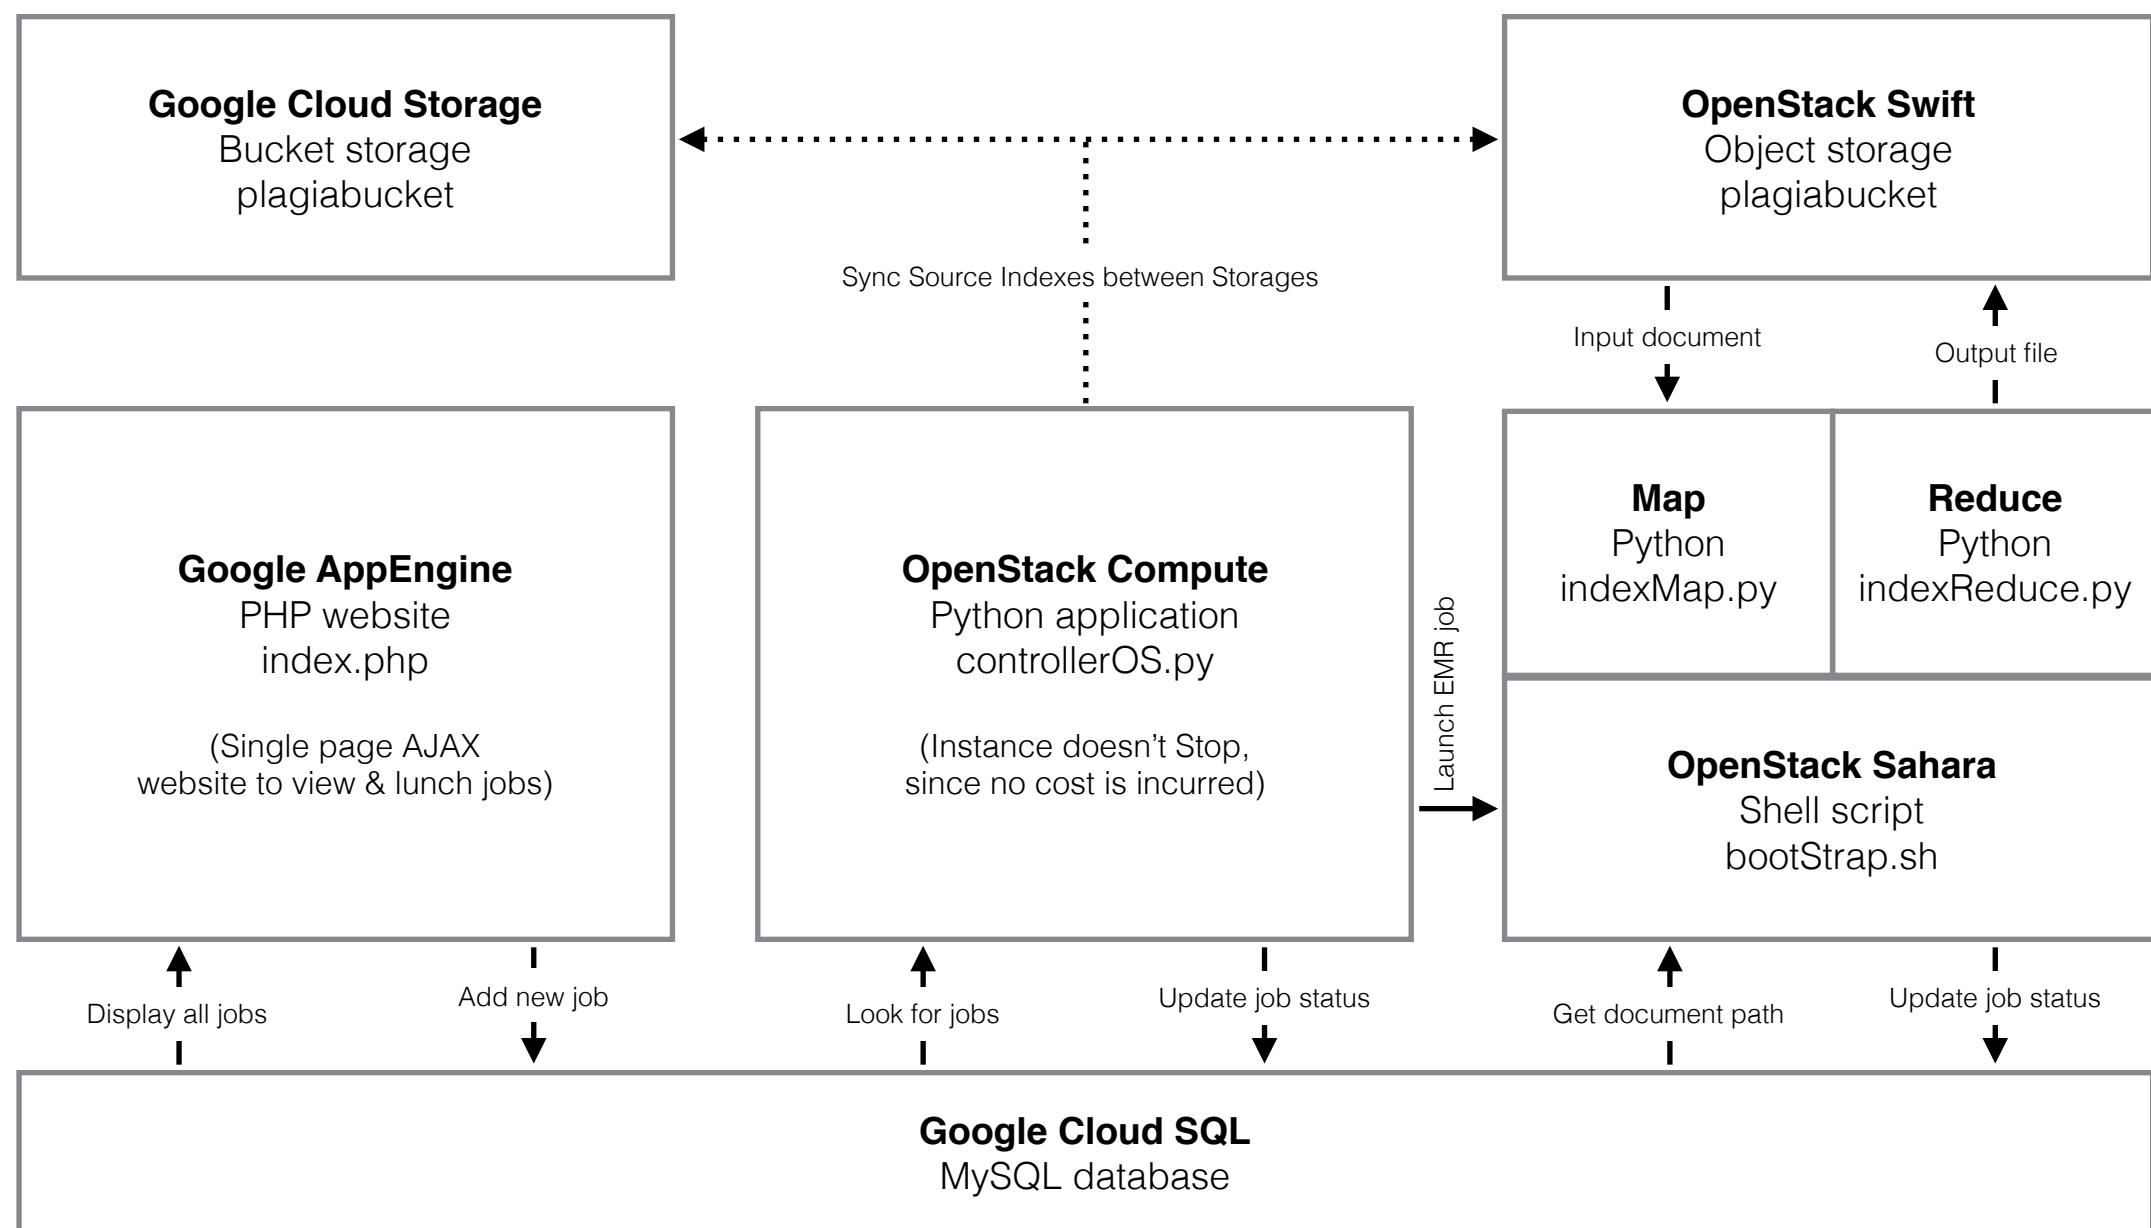 Google Cloud Storage
Bucket storage
plagiabucket
OpenStack Swift
Object storage
plagiabucket
Sync Source Indexes between Storages
Input document
Output file
Google AppEngine
PHP website
index.php
(Single page AJAX
website to view & lunch jobs)
OpenStack Compute
Python application
controllerOS.py
(Instance doesn't Stop,
since no cost is incurred)
Launch EMR job
Map
Python
indexMap.py
Reduce
Python
indexReduce.py
OpenStack Sahara
Shell script
bootStrap.sh
Display all jobs
Add new job
Look for jobs
Update job status
Get document path
Update job status
Google Cloud SQL
MySQL database